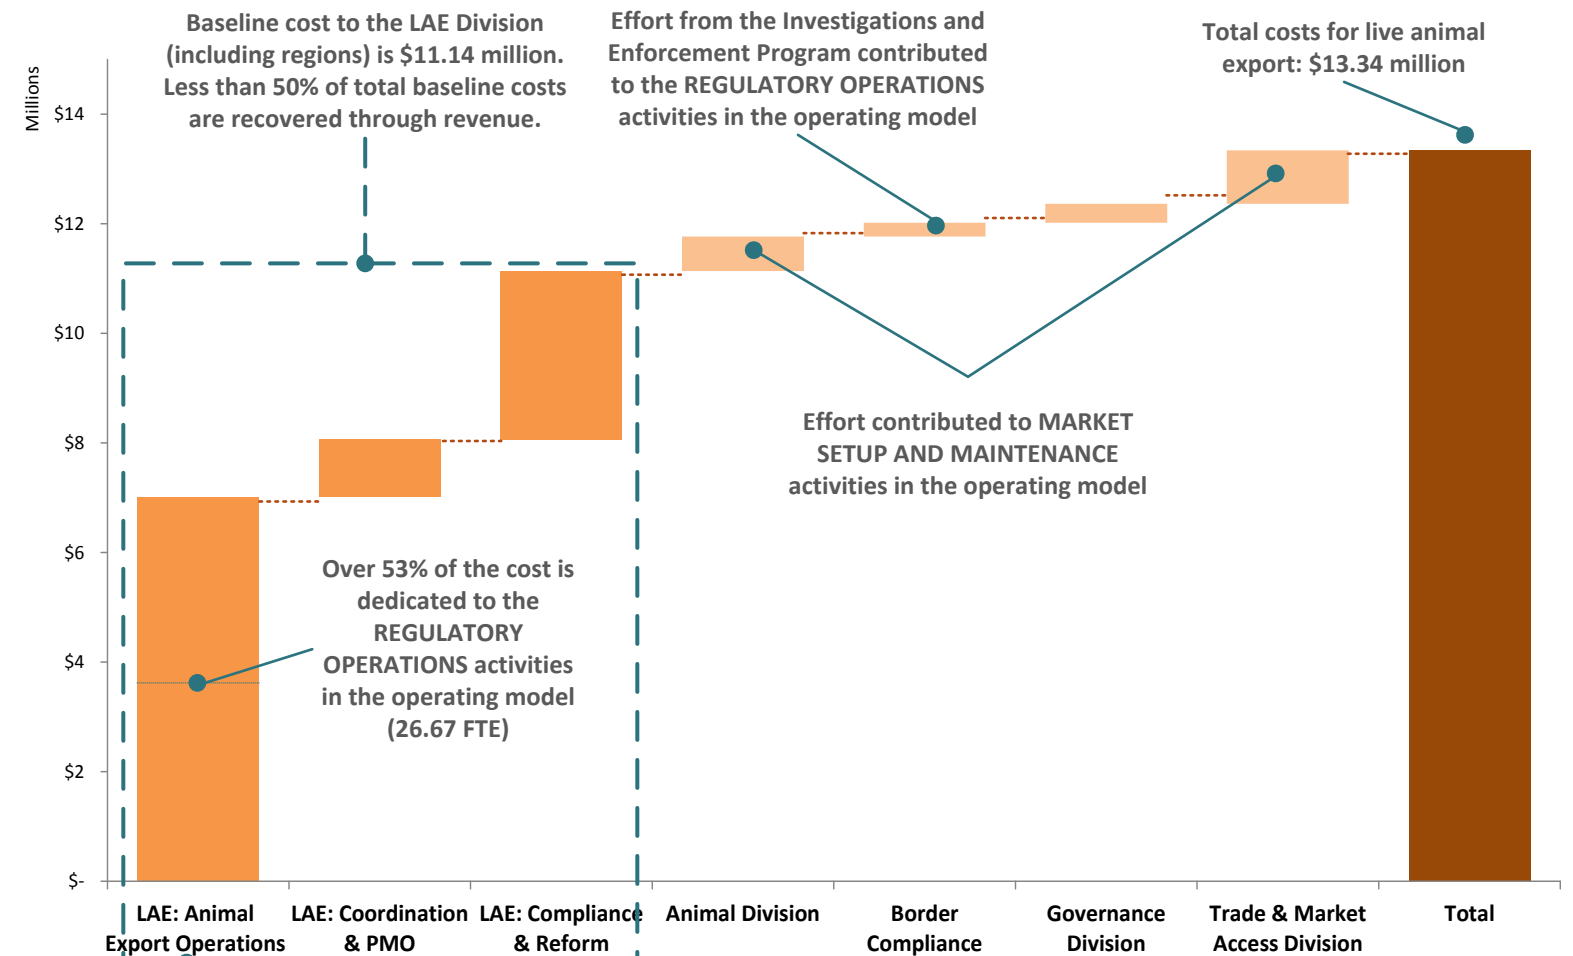 Baseline cost to the LAE Division
(including regions) is $11.14 million.
Less than 50% of total baseline costs
are recovered through revenue.
Effort from the Investigations and
Enforcement Program contributed
to the REGULATORY OPERATIONS
activities in the operating model
Total costs for live animal
export: $13.34 million
Millions
$14
$12
$10
$8
$6
$4
$2
$-
Effort contributed to MARKET
SETUP AND MAINTENANCE
activities in the operating model
Over 53% of the cost is
dedicated to the
REGULATORY
OPERATIONS activities
in the operating model
(26.67 FTE)
LAE: Animal
Export Operations
LAE: Coordination
& PMO
LAE: Compliance
& Reform
Animal Division
Border
Compliance
Governance
Division
Trade & Market
Access Division
Total